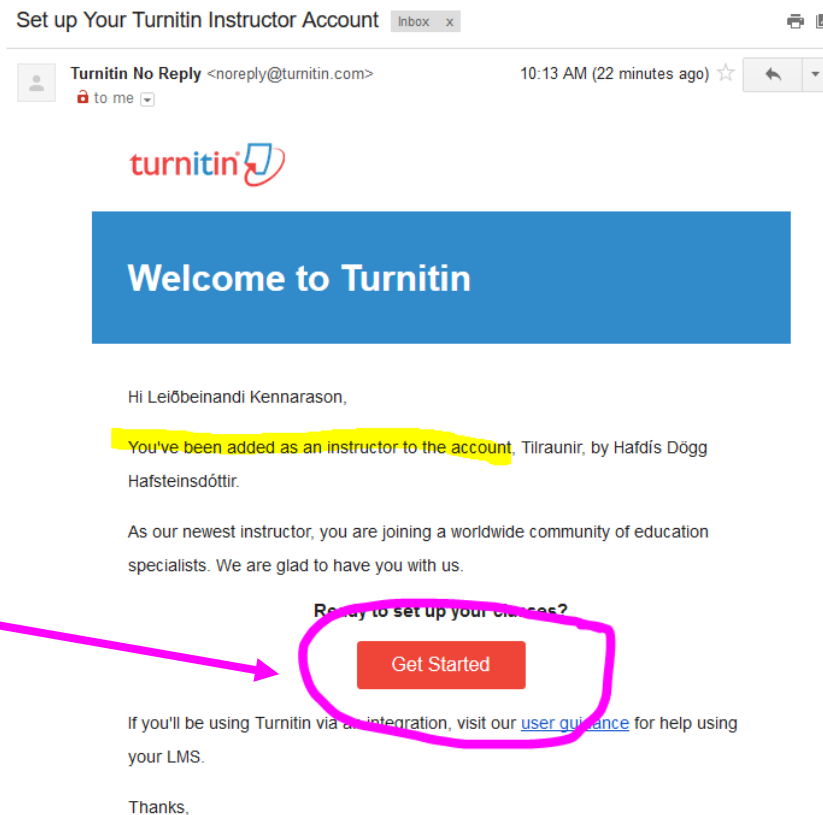 Set up Your Turnitin Instructor Account Inbox x
Turnitin No Reply <noreply@turnitin.com> 10:13 AM (22 minutes ago)
to me
turnitin
Welcome to Turnitin
Hi Leiðbeinandi Kennarason,
You've been added as an instructor to the account, Tilraunir, by Hafdís Dögg
Hafsteinsdóttir.
As our newest instructor, you are joining a worldwide community of education
specialists. We are glad to have you with us.
Ready to set up your classes?
Get Started
If you'll be using Turnitin via an integration, visit our user guidance for help using
your LMS.
Thanks,